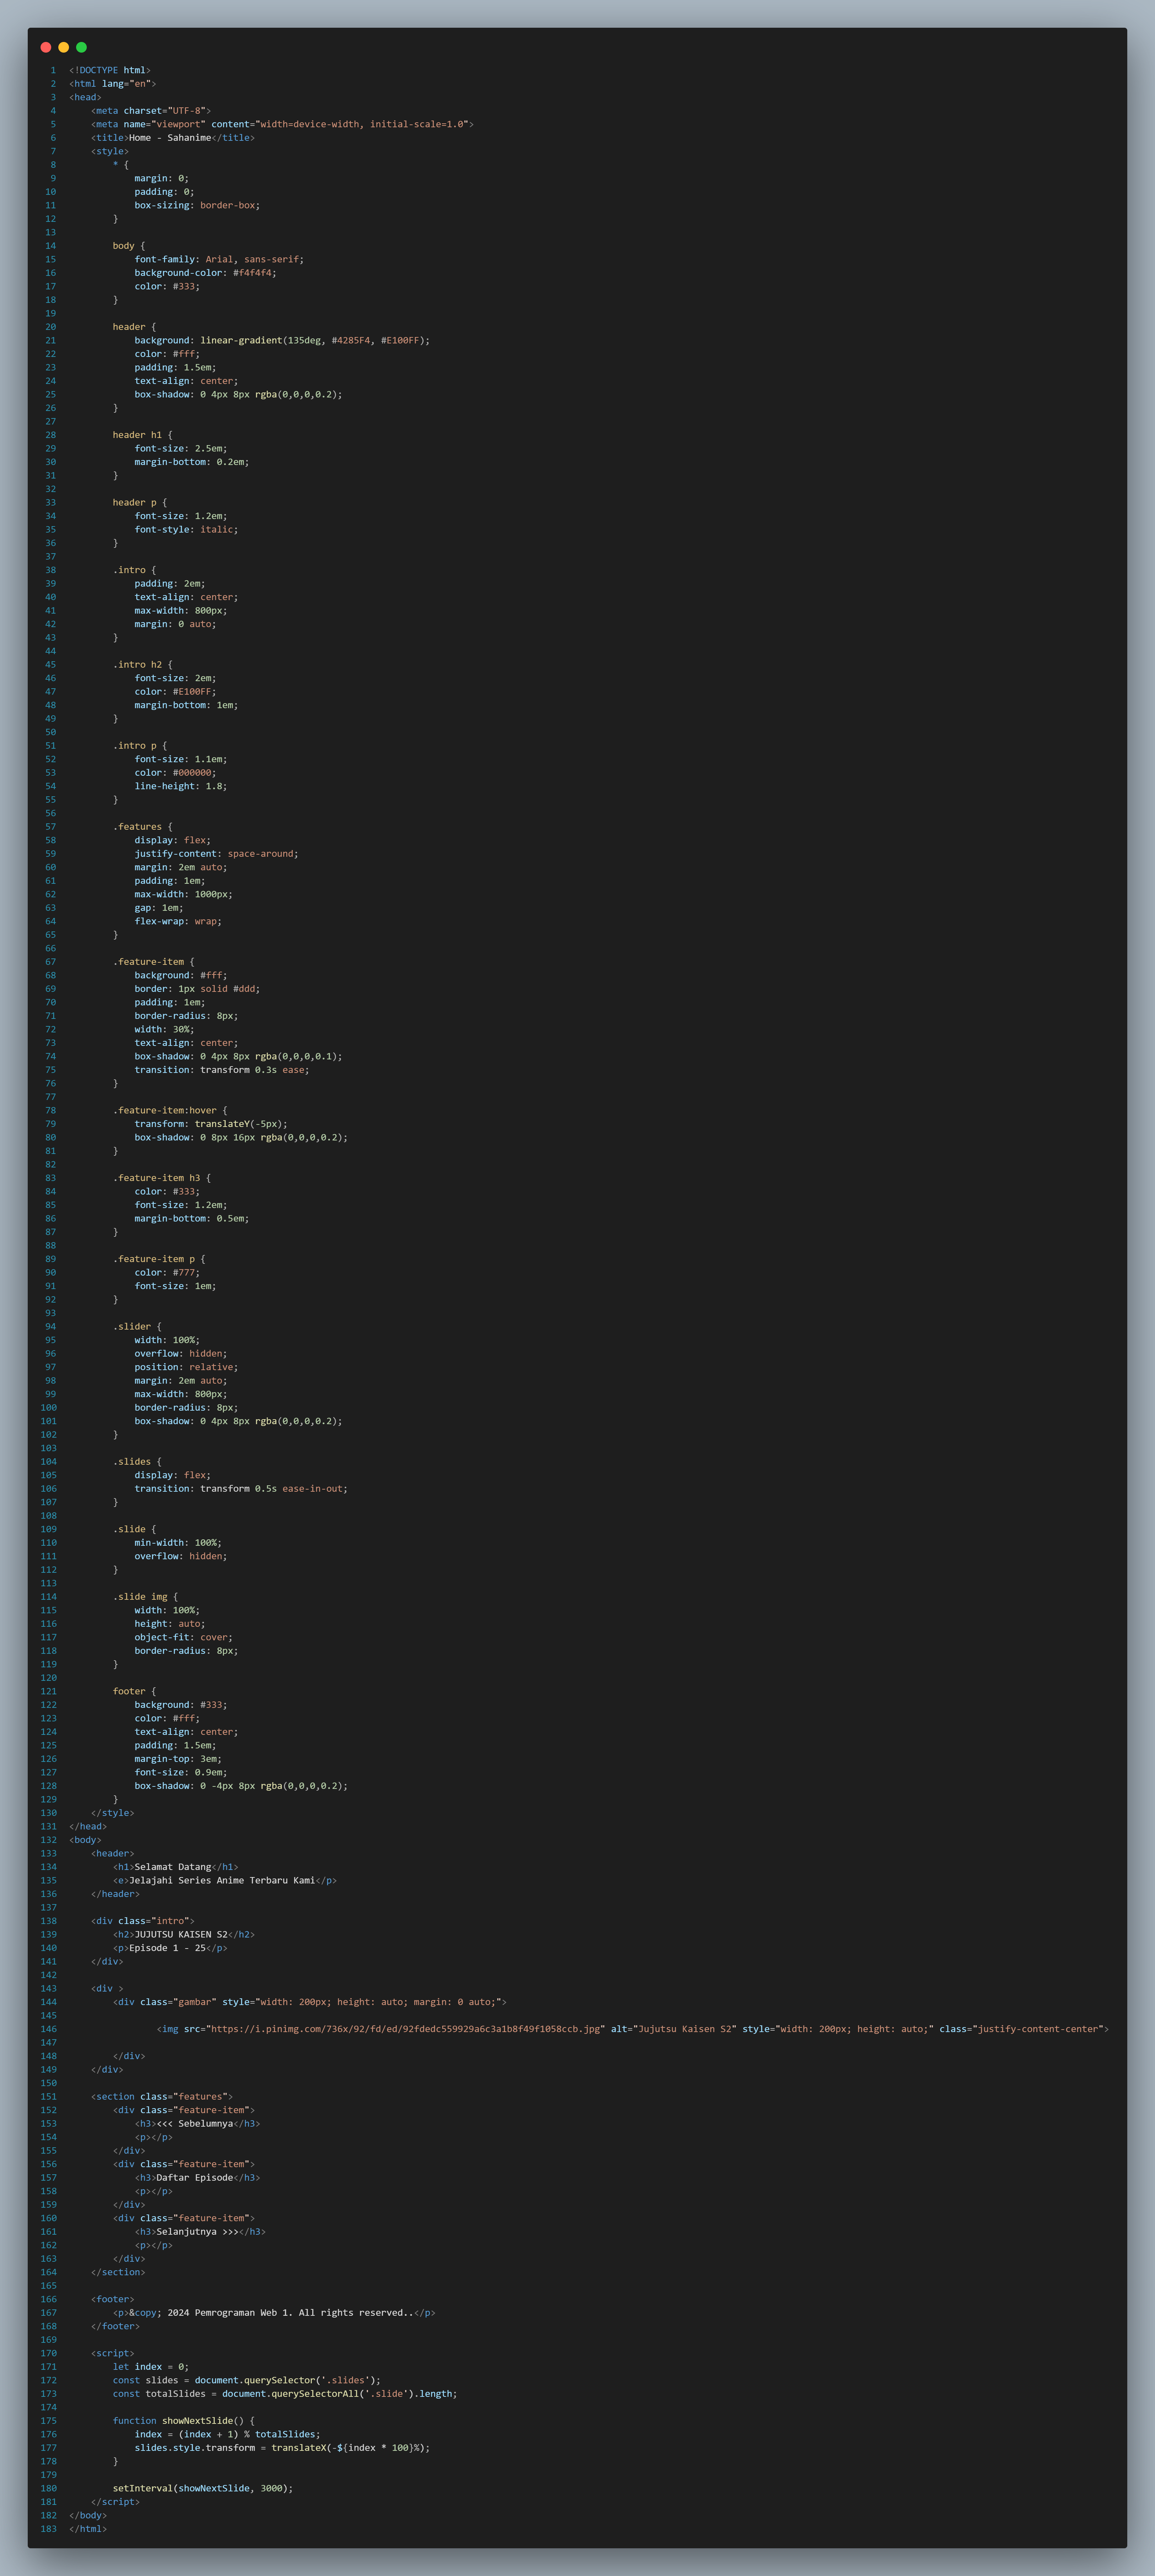 1 <!DOCTYPE html>
2 <html lang="en">
3 <head>
4     <meta charset="UTF-8">
5     <meta name="viewport" content="width=device-width, initial-scale=1.0">
6     <title>Home - Sahanime</title>
7     <style>
8         * {
9             margin: 0;
10             padding: 0;
11             box-sizing: border-box;
12         }
13
14         body {
15             font-family: Arial, sans-serif;
16             background-color: #f4f4f4;
17             color: #333;
18         }
19
20         header {
21             background: linear-gradient(135deg, #4285F4, #E100FF);
22             color: #fff;
23             padding: 1.5em;
24             text-align: center;
25             box-shadow: 0 4px 8px rgba(0,0,0,0.2);
26         }
27
28         header h1 {
29             font-size: 2.5em;
30             margin-bottom: 0.2em;
31         }
32
33         header p {
34             font-size: 1.2em;
35             font-style: italic;
36         }
37
38         .intro {
39             padding: 2em;
40             text-align: center;
41             max-width: 800px;
42             margin: 0 auto;
43         }
44
45         .intro h2 {
46             font-size: 2em;
47             color: #E100FF;
48             margin-bottom: 1em;
49         }
50
51         .intro p {
52             font-size: 1.1em;
53             color: #000000;
54             line-height: 1.8;
55         }
56
57         .features {
58             display: flex;
59             justify-content: space-around;
60             margin: 2em auto;
61             padding: 1em;
62             max-width: 1000px;
63             gap: 1em;
64             flex-wrap: wrap;
65         }
66
67         .feature-item {
68             background: #fff;
69             border: 1px solid #ddd;
70             padding: 1em;
71             border-radius: 8px;
72             width: 30%;
73             text-align: center;
74             box-shadow: 0 4px 8px rgba(0,0,0,0.1);
75             transition: transform 0.3s ease;
76         }
77
78         .feature-item:hover {
79             transform: translateY(-5px);
80             box-shadow: 0 8px 16px rgba(0,0,0,0.2);
81         }
82
83         .feature-item h3 {
84             color: #333;
85             font-size: 1.2em;
86             margin-bottom: 0.5em;
87         }
88
89         .feature-item p {
90             color: #777;
91             font-size: 1em;
92         }
93
94         .slider {
95             width: 100%;
96             overflow: hidden;
97             position: relative;
98             margin: 2em auto;
99             max-width: 800px;
100             border-radius: 8px;
101             box-shadow: 0 4px 8px rgba(0,0,0,0.2);
102         }
103
104         .slides {
105             display: flex;
106             transition: transform 0.5s ease-in-out;
107         }
108
109         .slide {
110             min-width: 100%;
111             overflow: hidden;
112         }
113
114         .slide img {
115             width: 100%;
116             height: auto;
117             object-fit: cover;
118             border-radius: 8px;
119         }
120
121         footer {
122             background: #333;
123             color: #fff;
124             text-align: center;
125             padding: 1.5em;
126             margin-top: 3em;
127             font-size: 0.9em;
128             box-shadow: 0 -4px 8px rgba(0,0,0,0.2);
129         }
130     </style>
131 </head>
132 <body>
133     <header>
134         <h1>Selamat Datang</h1>
135         <e>Jelajahi Series Anime Terbaru Kami</p>
136     </header>
137
138     <div class="intro">
139         <h2>JUJUTSU KAISEN S2</h2>
140         <p>Episode 1 - 25</p>
141     </div>
142
143     <div >
144         <div class="gambar" style="width: 200px; height: auto; margin: 0 auto;">
145
146                 <img src="https://i.pinimg.com/736x/92/fd/ed/92fdedc559929a6c3a1b8f49f1058ccb.jpg" alt="Jujutsu Kaisen S2" style="width: 200px; height: auto;" class="justify-content-center">
147
148         </div>
149     </div>
150
151     <section class="features">
152         <div class="feature-item">
153             <h3><<< Sebelumnya</h3>
154             <p></p>
155         </div>
156         <div class="feature-item">
157             <h3>Daftar Episode</h3>
158             <p></p>
159         </div>
160         <div class="feature-item">
161             <h3>Selanjutnya >>></h3>
162             <p></p>
163         </div>
164     </section>
165
166     <footer>
167         <p>&copy; 2024 Pemrograman Web 1. All rights reserved..</p>
168     </footer>
169
170     <script>
171         let index = 0;
172         const slides = document.querySelector('.slides');
173         const totalSlides = document.querySelectorAll('.slide').length;
174
175         function showNextSlide() {
176             index = (index + 1) % totalSlides;
177             slides.style.transform = translateX(-${index * 100}%);
178         }
179
180         setInterval(showNextSlide, 3000);
181     </script>
182 </body>
183 </html>